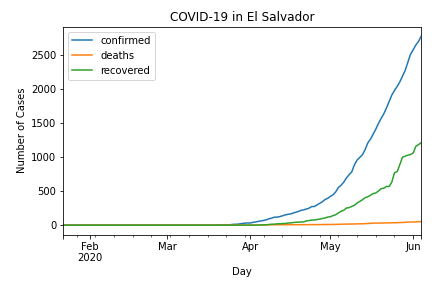 COVID-19 in El Salvador
confirmed
deaths
recovered
Number of Cases
2500
2000
1500
1000
500
0
Feb
2020
Mar
Apr
May
Jun
Day